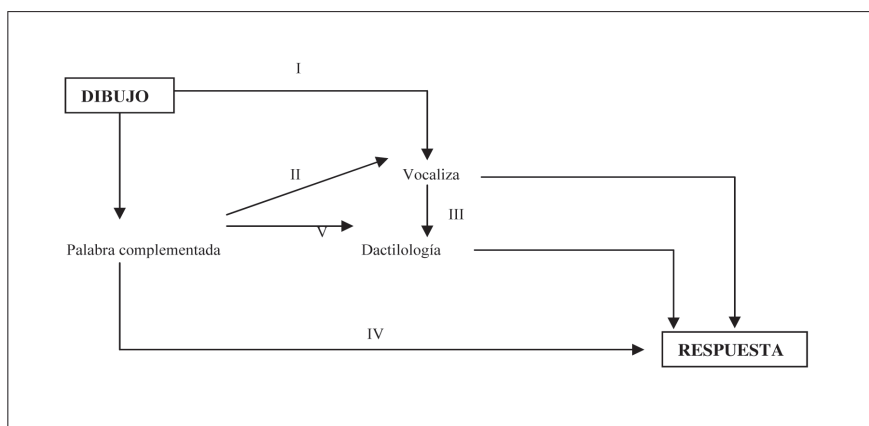 I
DIBUJO
II
Vocaliza
III
V
Palabra complementada
Dactilología
IV
RESPUESTA